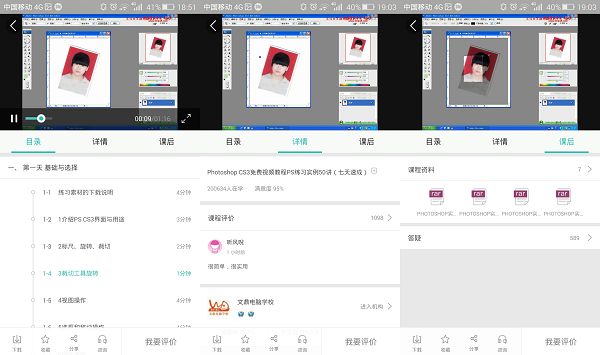 中国移动 4G 41% 18:51
00:09/01:16
目录 详情 课后
一、 第一天 基础与选择
1-1 练习素材的下载说明 4分钟
1-2 1介绍PS CS3界面与用途 3分钟
1-3 2标尺、旋转、裁切 2分钟
1-4 3裁切工具旋转 1分钟
1-5 4视图操作 4分钟
1-6
下载 收藏 分享 咨询 我要评价
中国移动 4G 40% 19:03
目录 详情 课后
Photoshop CS3免费视频教程PS练习实例50讲（七天速成）
200634人在学 满意度 95%
课程评价 1098
听风说
1 小时前
很简单，很实用
文鼎电脑学校
进入机构
下载 收藏 分享 咨询 我要评价
中国移动 4G 40% 19:03
目录 详情 课后
课程资料 7
rar rar rar rar
PHOTOSHOP实... PHOTOSHOP实... PHOTOSHOP实... PHOTOSHOP实...
答疑 589
下载 收藏 分享 咨询 我要评价